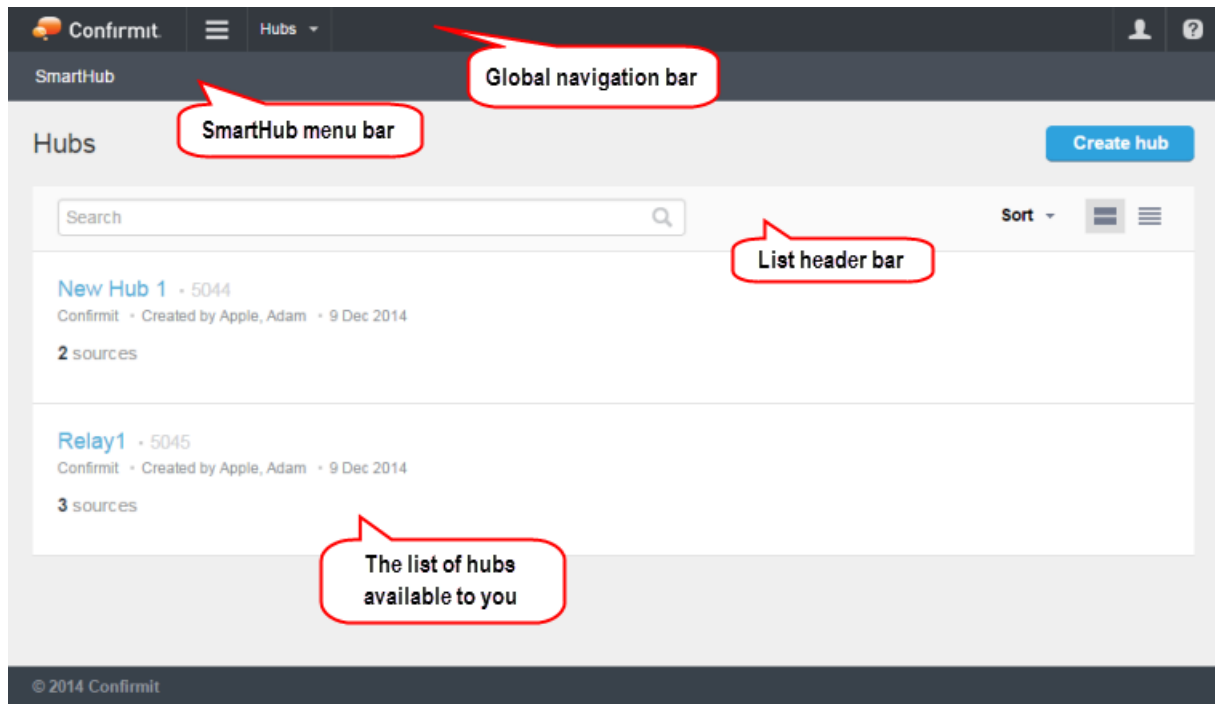 Confirmit.
Hubs
Global navigation bar
SmartHub
SmartHub menu bar
Hubs
Create hub
Search
Sort
List header bar
New Hub 1 • 5044
Confirmit • Created by Apple, Adam • 9 Dec 2014
2 sources
Relay1 • 5045
Confirmit • Created by Apple, Adam • 9 Dec 2014
3 sources
The list of hubs
available to you
© 2014 Confirmit